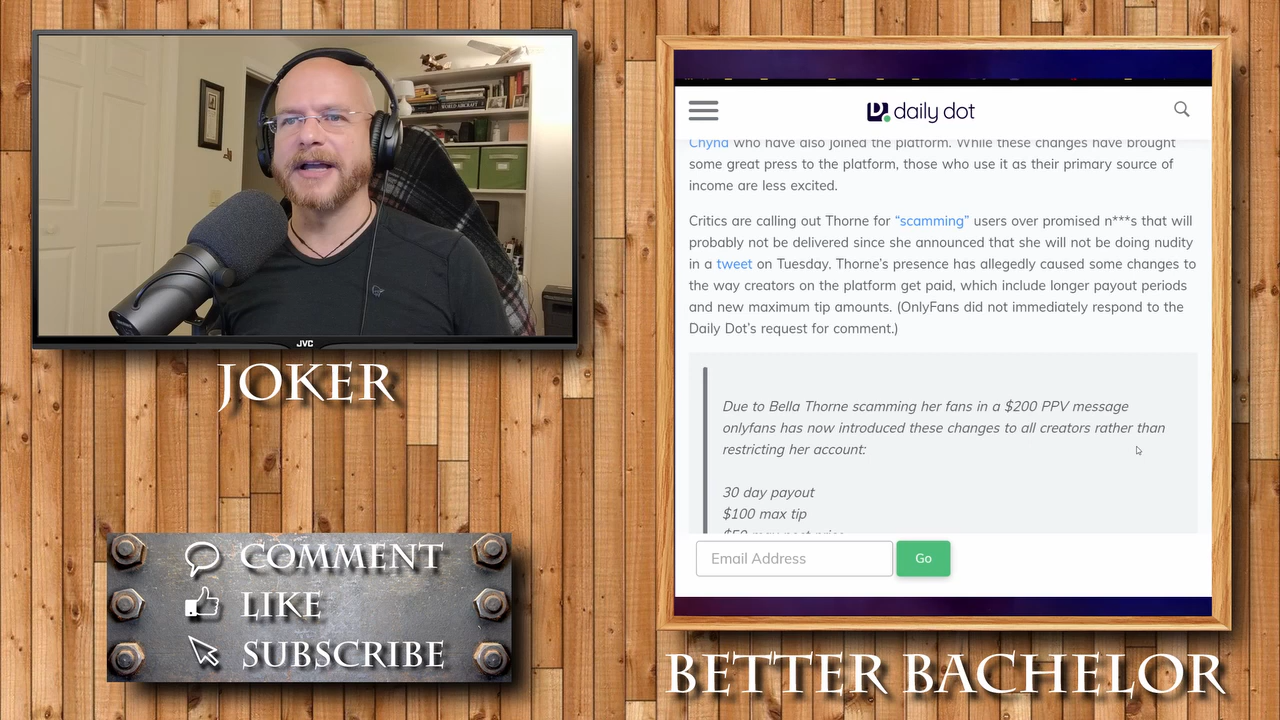 WORLD AIRCRAFT
JVC
JOKER
COMMENT
LIKE
SUBSCRIBE
daily dot
Chyna who have also joined the platform. While these changes have brought
some great press to the platform, those who use it as their primary source of
income are less excited.
Critics are calling out Thorne for “scamming” users over promised n***s that will
probably not be delivered since she announced that she will not be doing nudity
in a tweet on Tuesday. Thorne’s presence has allegedly caused some changes to
the way creators on the platform get paid, which include longer payout periods
and new maximum tip amounts. (OnlyFans did not immediately respond to the
Daily Dot’s request for comment.)
Due to Bella Thorne scamming her fans in a $200 PPV message
onlyfans has now introduced these changes to all creators rather than
restricting her account:
30 day payout
$100 max tip
$50 max post price
Email Address
Go
BETTER BACHELOR